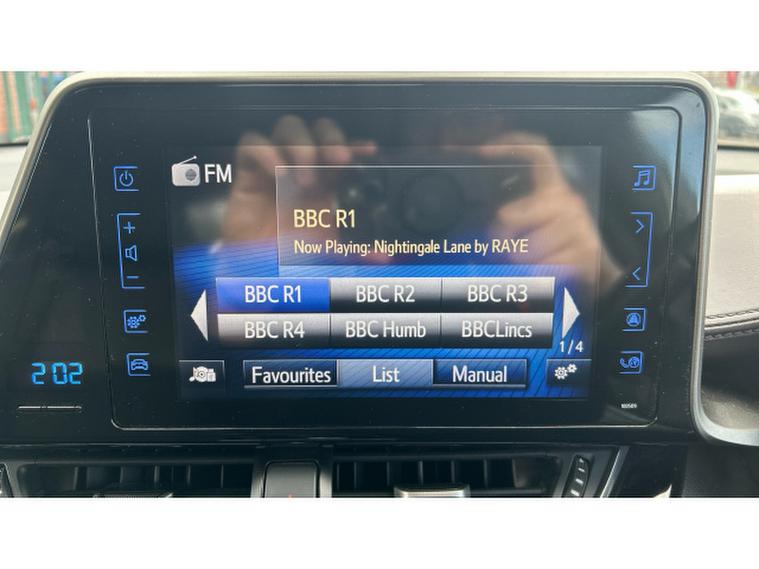 FM
BBC R1
Now Playing: Nightingale Lane by RAYE
BBC R1 BBC R2 BBC R3
BBC R4 BBC Humb BBCLincs
1/4
Favourites List Manual
2:02
+
−